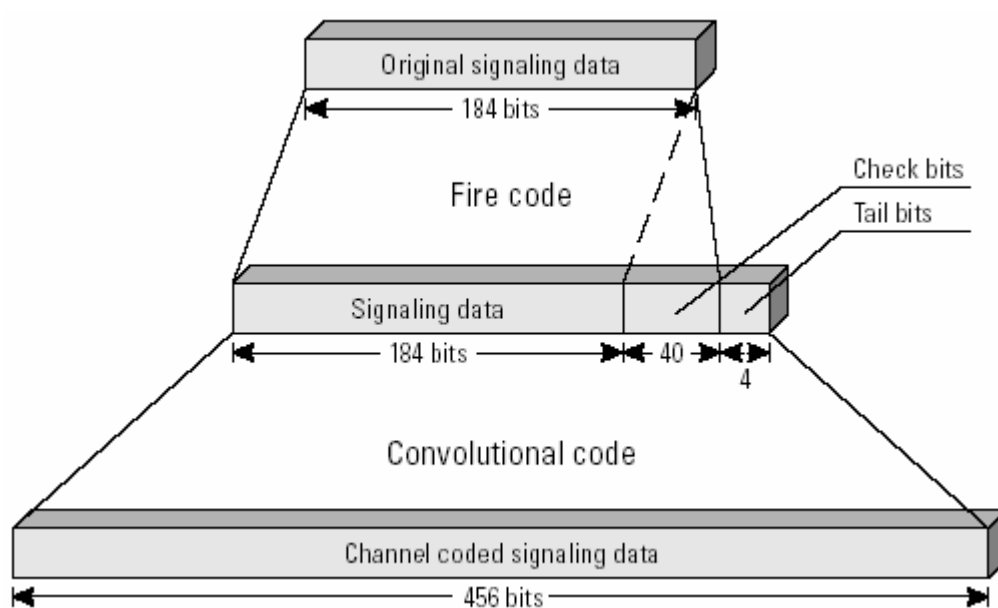 Original signaling data
184 bits
Fire code
Check bits
Tail bits
Signaling data
184 bits
40
4
Convolutional code
Channel coded signaling data
456 bits